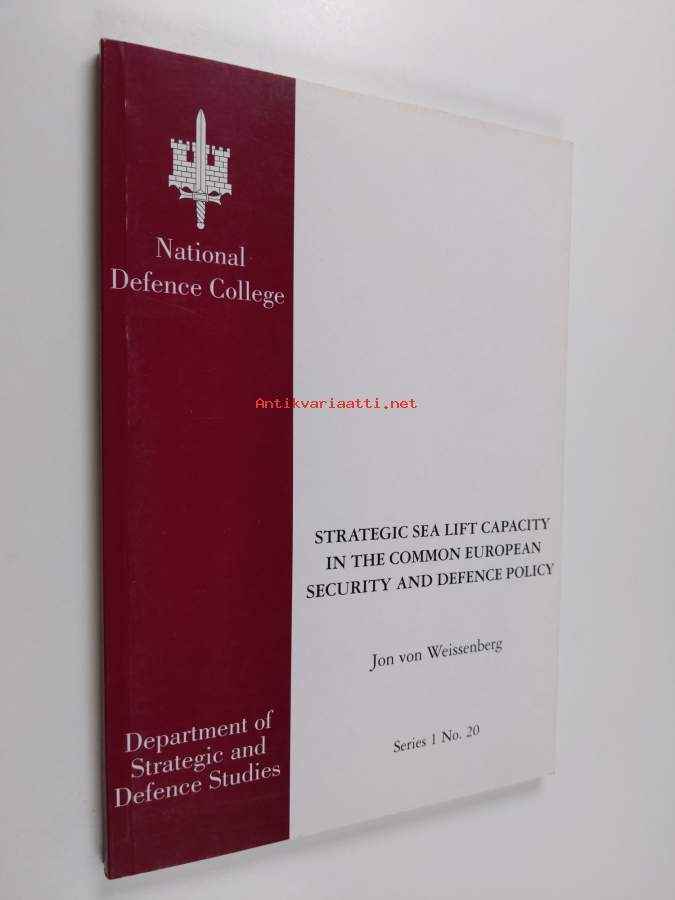 National
Defence College
Antikvariaatti.net
STRATEGIC SEA LIFT CAPACITY
IN THE COMMON EUROPEAN
SECURITY AND DEFENCE POLICY
Jon von Weissenberg
Series 1 No. 20
Department of
Strategic and
Defence Studies